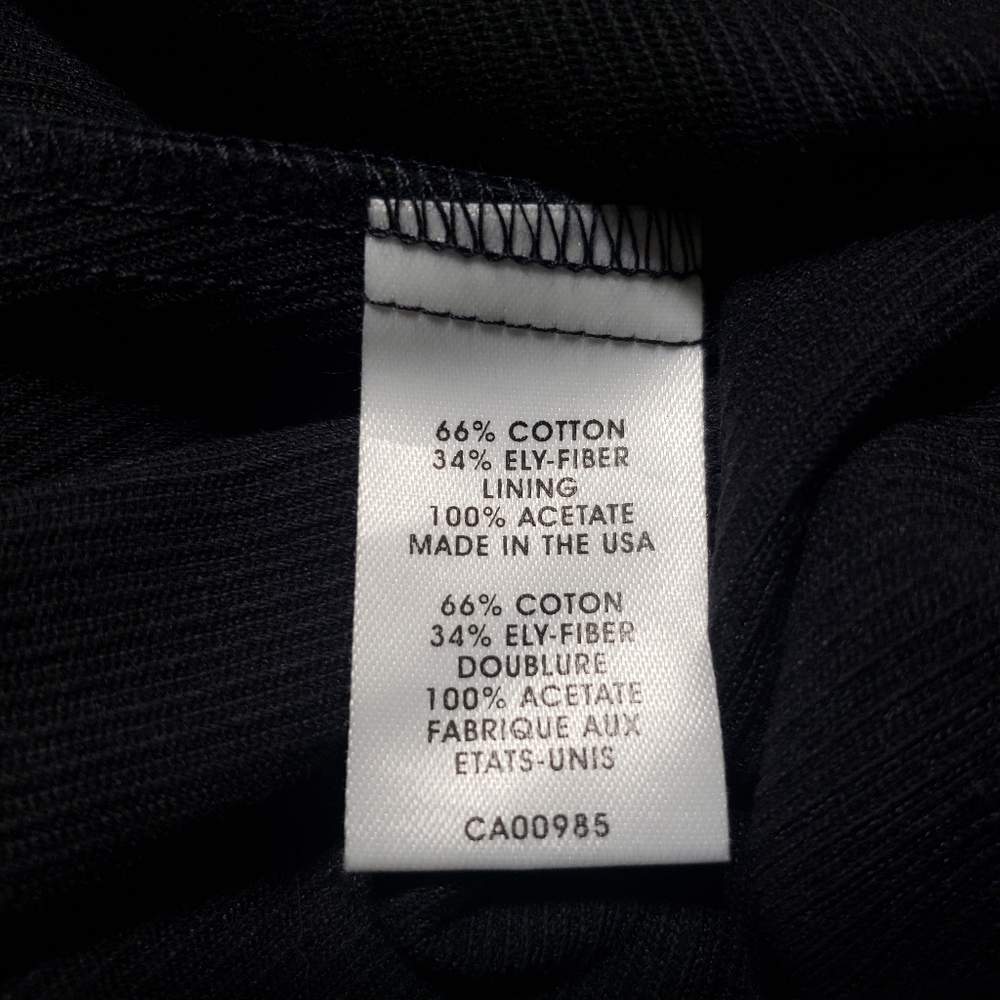 66% COTTON
34% ELY-FIBER
LINING
100% ACETATE
MADE IN THE USA
66% COTON
34% ELY-FIBER
DOUBLURE
100% ACETATE
FABRIQUE AUX
ETATS-UNIS
CA00985